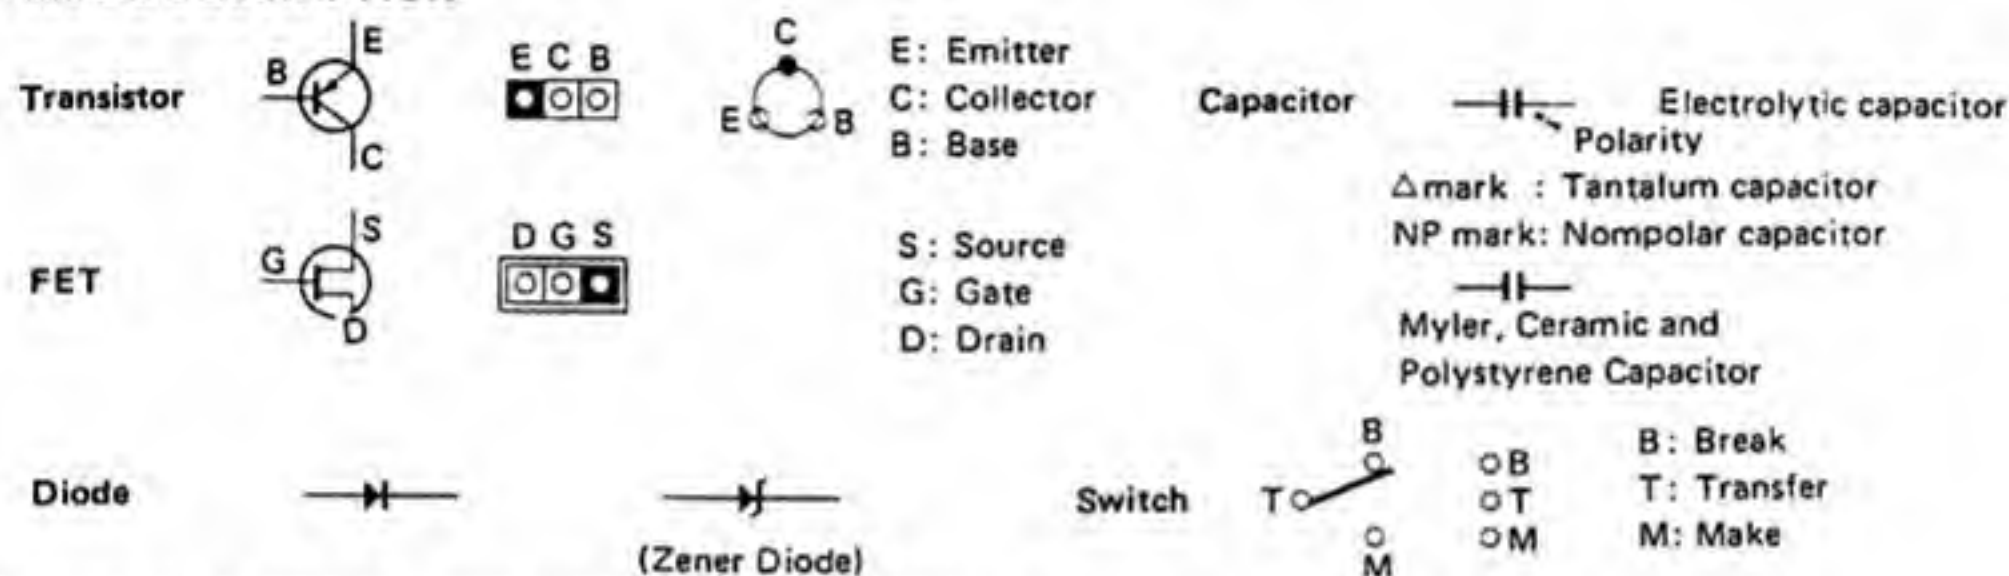 Transistor
B
E
C
E C B
C
E
B
E: Emitter
C: Collector
B: Base
Capacitor
Electrolytic capacitor
Polarity
△mark : Tantalum capacitor
NP mark: Nompolar capacitor
Myler, Ceramic and
Polystyrene Capacitor
FET
G
S
D
D G S
S: Source
G: Gate
D: Drain
Diode
(Zener Diode)
Switch
B
T
M
B
T
M
B: Break
T: Transfer
M: Make